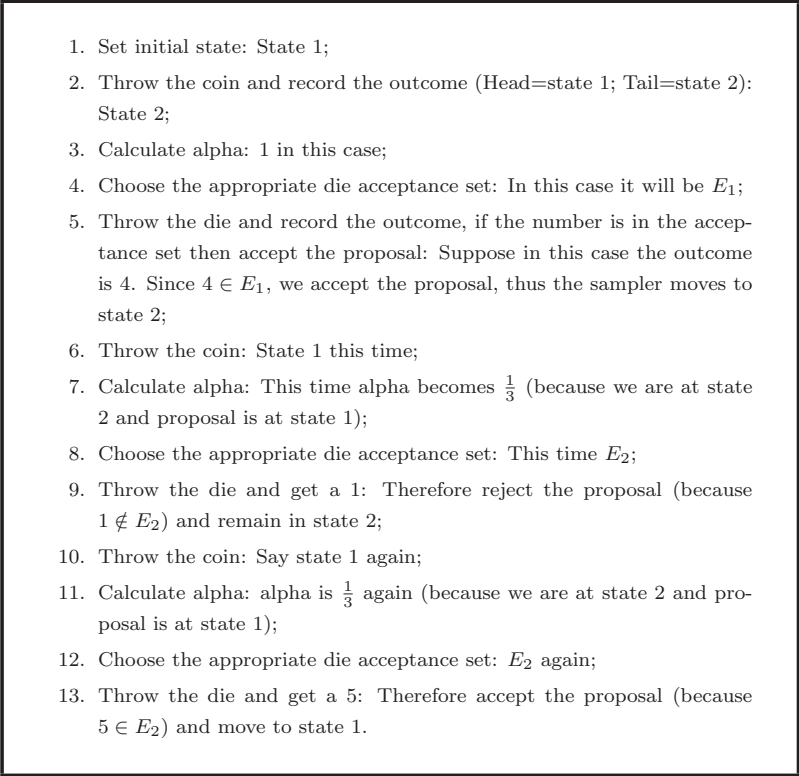 1. Set initial state: State 1;
2. Throw the coin and record the outcome (Head=state 1; Tail=state 2):
State 2;
3. Calculate alpha: 1 in this case;
4. Choose the appropriate die acceptance set: In this case it will be E₁;
5. Throw the die and record the outcome, if the number is in the accep-
tance set then accept the proposal: Suppose in this case the outcome
is 4. Since 4 ∈ E₁, we accept the proposal, thus the sampler moves to
state 2;
6. Throw the coin: State 1 this time;
7. Calculate alpha: This time alpha becomes 1/3 (because we are at state
2 and proposal is at state 1);
8. Choose the appropriate die acceptance set: This time E₂;
9. Throw the die and get a 1: Therefore reject the proposal (because
1 ∉ E₂) and remain in state 2;
10. Throw the coin: Say state 1 again;
11. Calculate alpha: alpha is 1/3 again (because we are at state 2 and pro-
posal is at state 1);
12. Choose the appropriate die acceptance set: E₂ again;
13. Throw the die and get a 5: Therefore accept the proposal (because
5 ∈ E₂) and move to state 1.